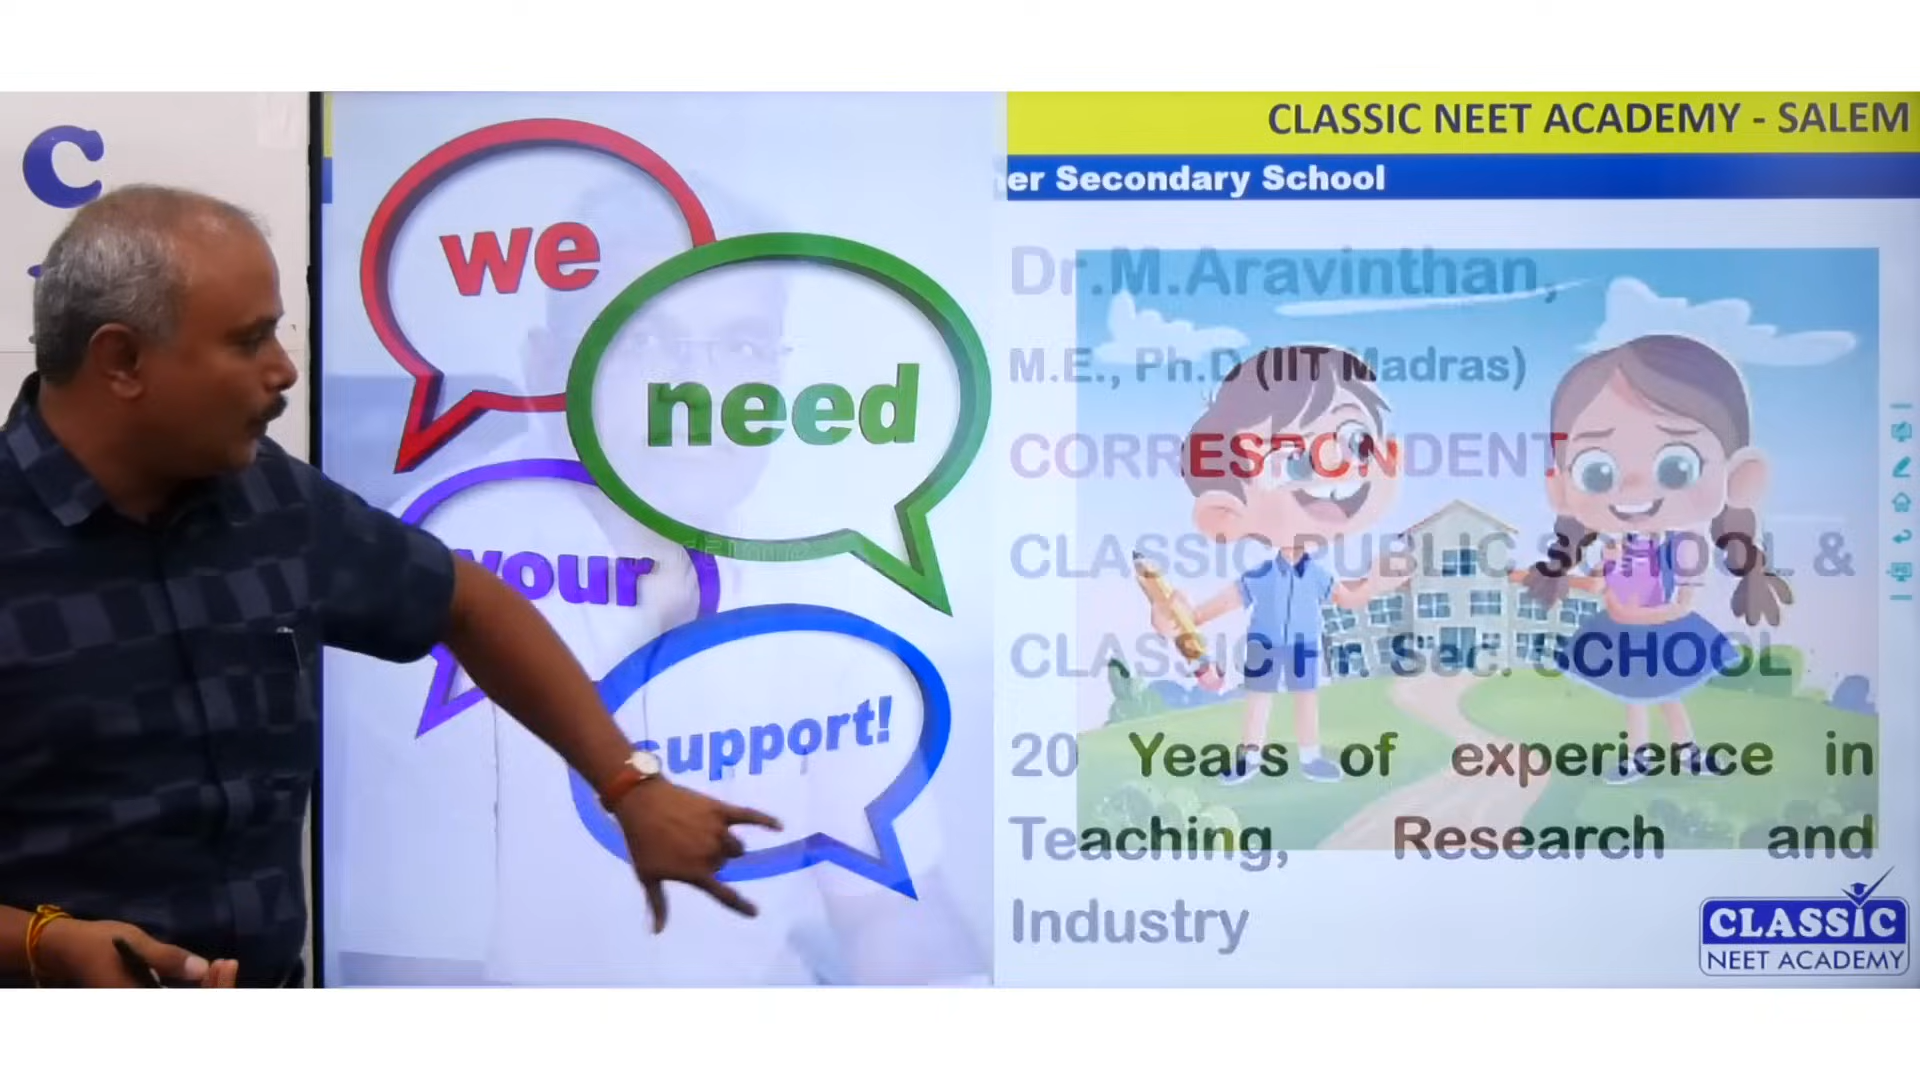 C
CLASSIC NEET ACADEMY - SALEM
er Secondary School
we
need
your
support!
Dr.M.Aravinthan,
M.E., Ph.D (IIT Madras)
CORRESPONDENT
CLASSIC PUBLIC SCHOOL &
CLASSIC Hr. Sec. SCHOOL
20 Years of experience in
Teaching, Research and
Industry
CLASSIC
NEET ACADEMY